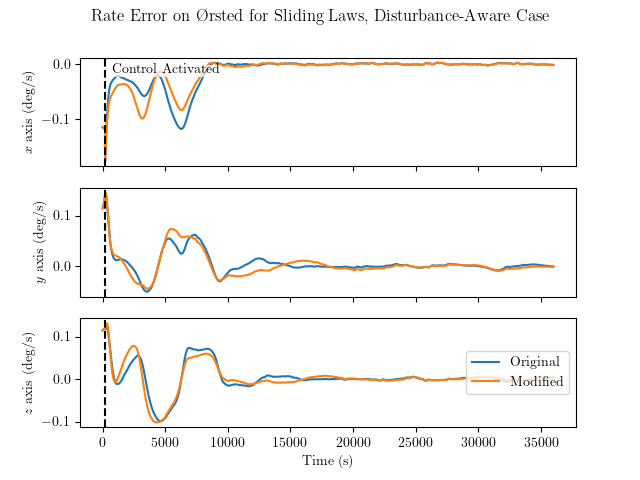 Rate Error on Ørsted for Sliding Laws, Disturbance-Aware Case
Control Activated
0.0
−0.1
x axis (deg/s)
0.1
0.0
y axis (deg/s)
0.1
0.0
−0.1
z axis (deg/s)
Original
Modified
0 5000 10000 15000 20000 25000 30000 35000
Time (s)